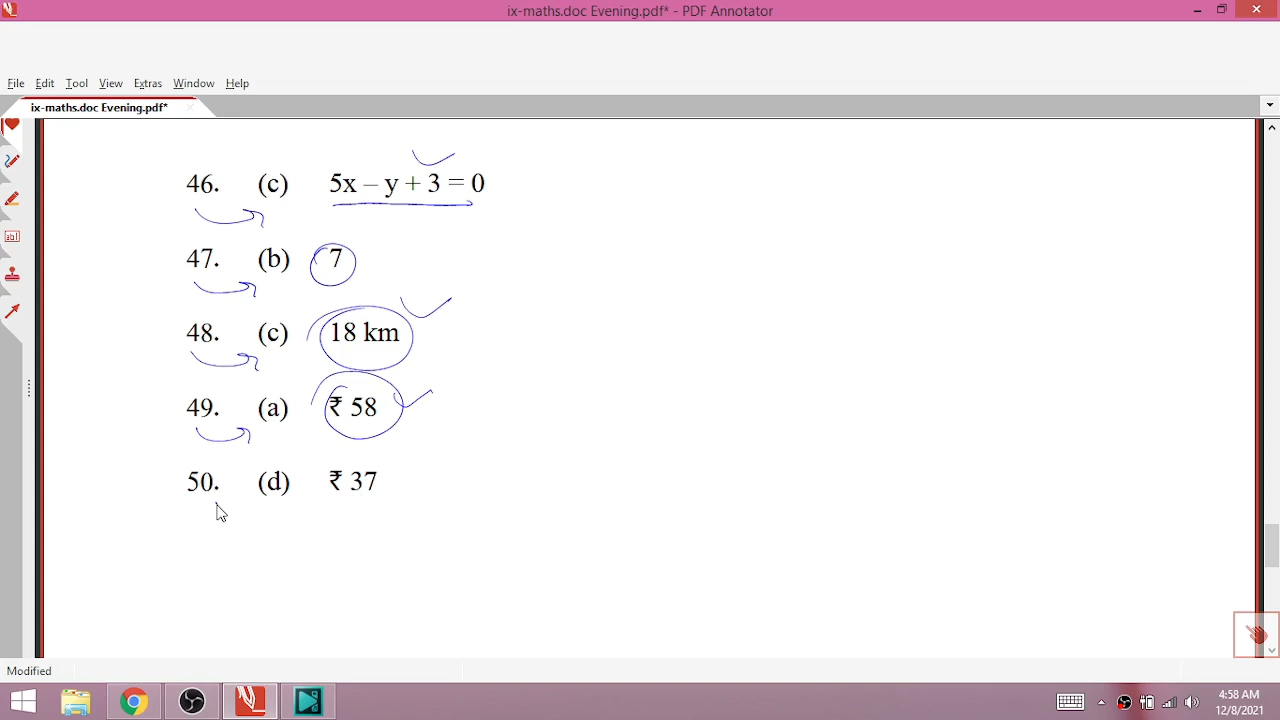 ix-maths.doc Evening.pdf* - PDF Annotator
File Edit Tool View Extras Window Help
ix-maths.doc Evening.pdf*
46. (c) 5x – y + 3 = 0
47. (b) 7
48. (c) 18 km
49. (a) ₹ 58
50. (d) ₹ 37
Modified
4:58 AM
12/8/2021